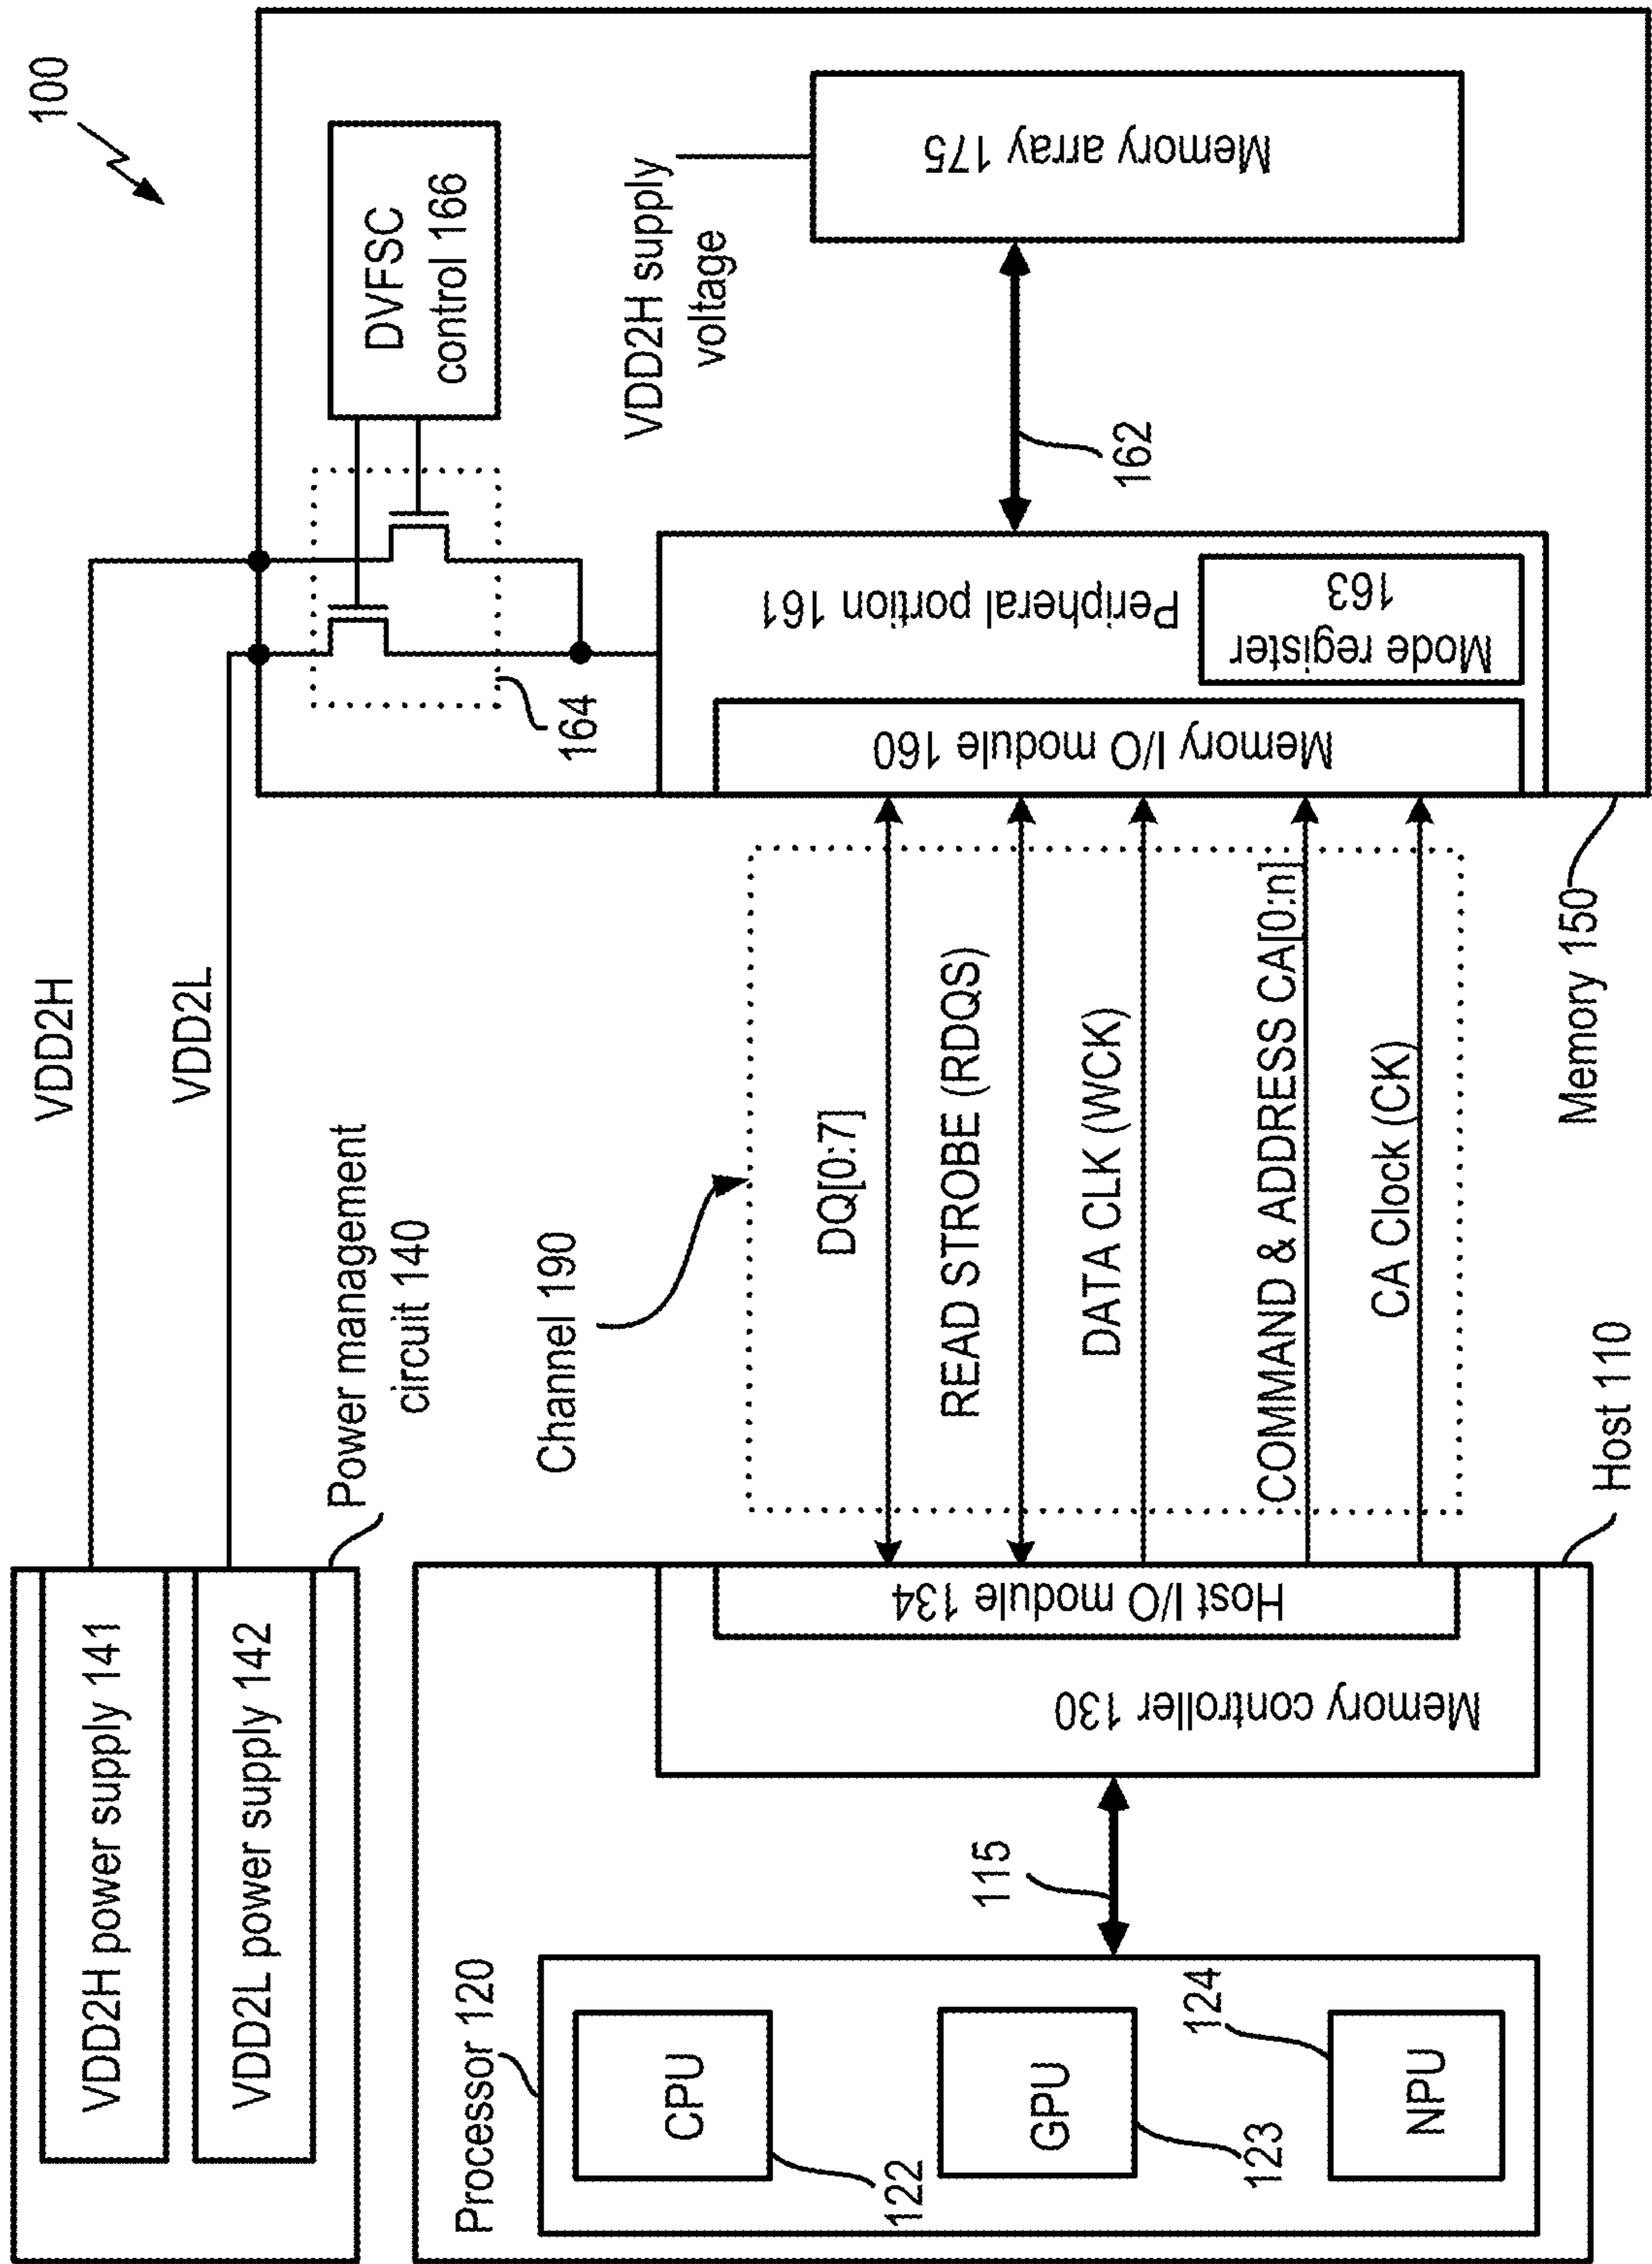 100
VDD2H power supply 141
VDD2L power supply 142
Power management
circuit 140
VDD2H
VDD2L
DVFSC
control 166
164
Processor 120
CPU
122
GPU
123
124
NPU
115
Memory controller 130
Host I/O module 134
Host 110
Channel 190
DQ[0:7]
READ STROBE (RDQS)
DATA CLK (WCK)
COMMAND & ADDRESS CA[0:n]
CA Clock (CK)
Memory I/O module 160
Peripheral portion 161
Mode register
163
162
VDD2H supply
voltage
Memory array 175
Memory 150